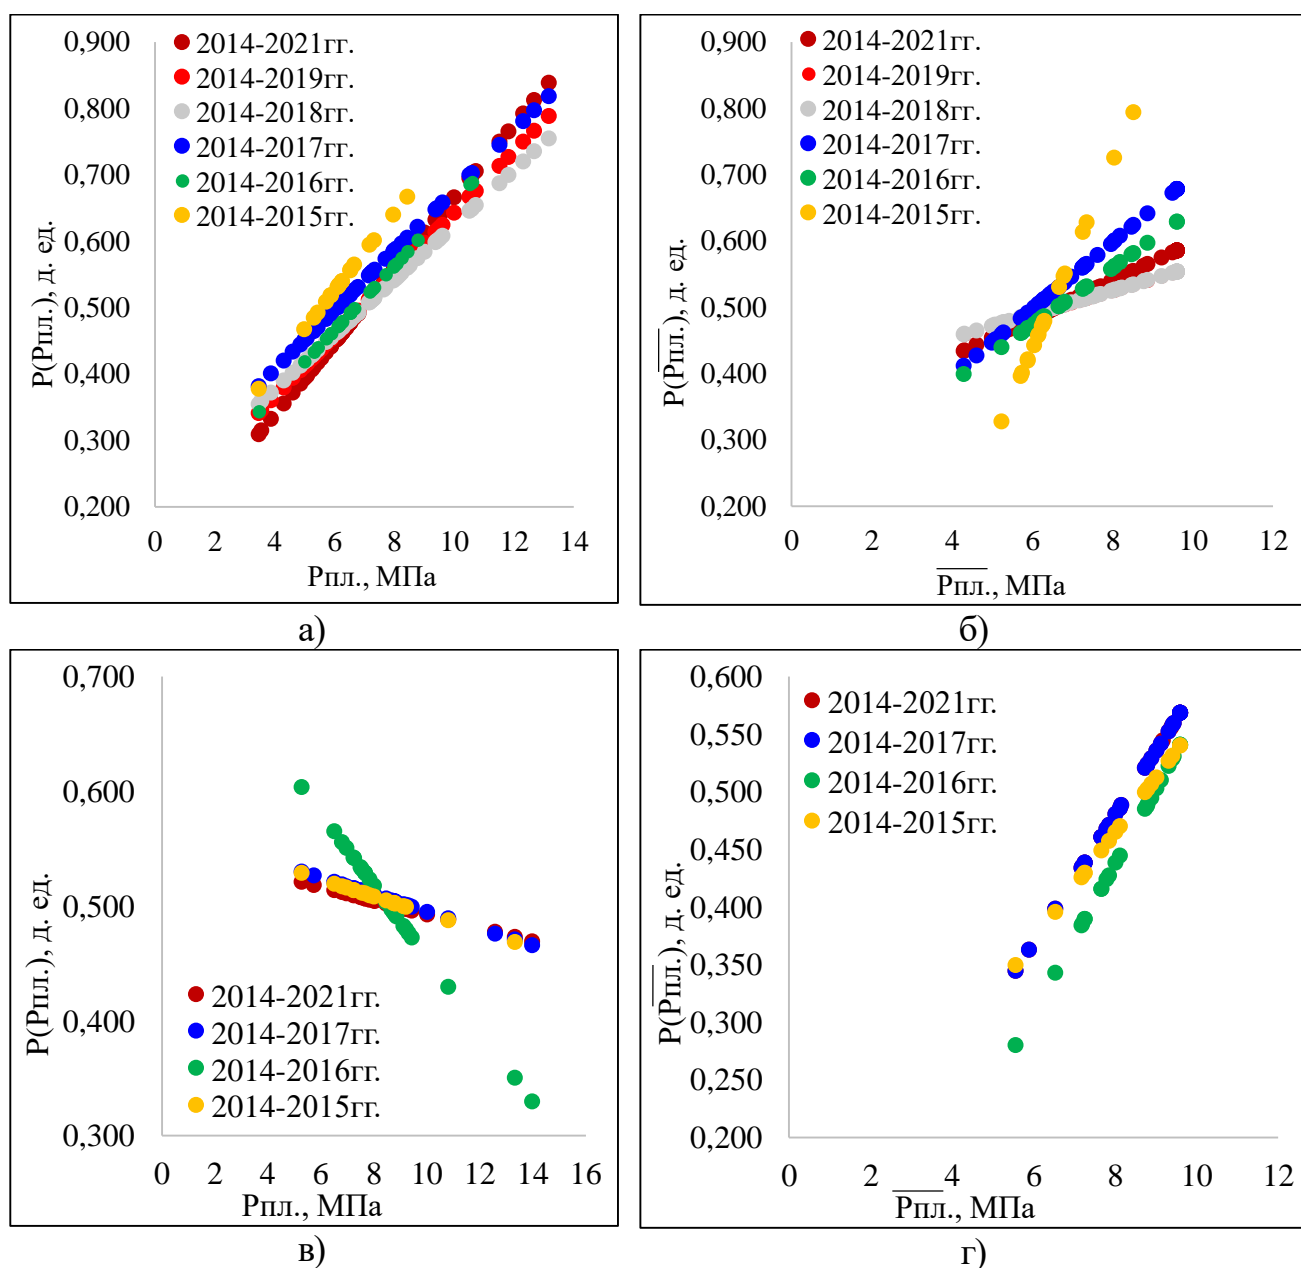 0,900
0,800
0,700
0,600
0,500
0,400
0,300
0,200
P(Pпл.), д. ед.
2014-2021гг.
2014-2019гг.
2014-2018гг.
2014-2017гг.
2014-2016гг.
2014-2015гг.
0 2 4 6 8 10 12 14
Pпл., МПа
а)
0,900
0,800
0,700
0,600
0,500
0,400
0,300
0,200
P(Pпл.), д. ед.
2014-2021гг.
2014-2019гг.
2014-2018гг.
2014-2017гг.
2014-2016гг.
2014-2015гг.
0 2 4 6 8 10 12
Pпл., МПа
б)
0,700
0,600
0,500
0,400
0,300
P(Pпл.), д. ед.
2014-2021гг.
2014-2017гг.
2014-2016гг.
2014-2015гг.
0 2 4 6 8 10 12 14 16
Pпл., МПа
в)
0,600
0,550
0,500
0,450
0,400
0,350
0,300
0,250
0,200
P(Pпл.), д. ед.
2014-2021гг.
2014-2017гг.
2014-2016гг.
2014-2015гг.
0 2 4 6 8 10 12
Pпл., МПа
г)